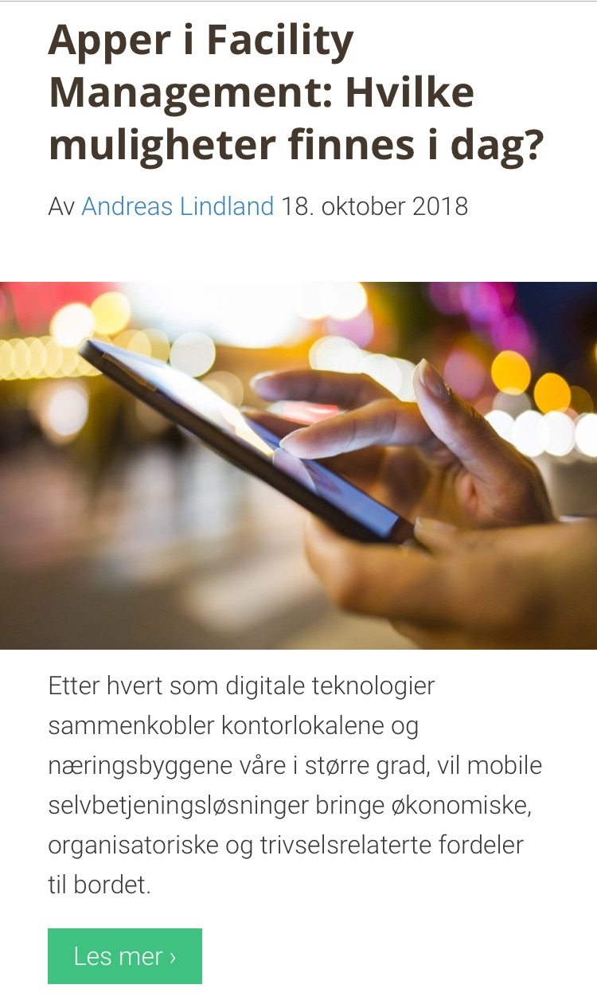 Apper i Facility
Management: Hvilke
muligheter finnes i dag?
Av Andreas Lindland 18. oktober 2018
Etter hvert som digitale teknologier
sammenkobler kontorlokalene og
næringsbyggene våre i større grad, vil mobile
selvbetjeningsløsninger bringe økonomiske,
organisatoriske og trivselsrelaterte fordeler
til bordet.
Les mer ›